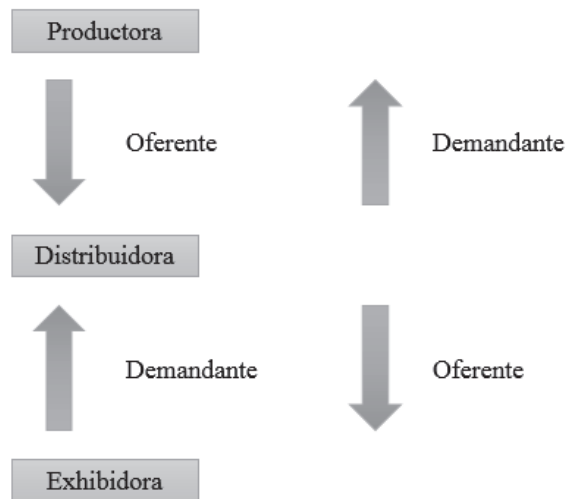 Productora
Oferente
Demandante
Distribuidora
Demandante
Oferente
Exhibidora